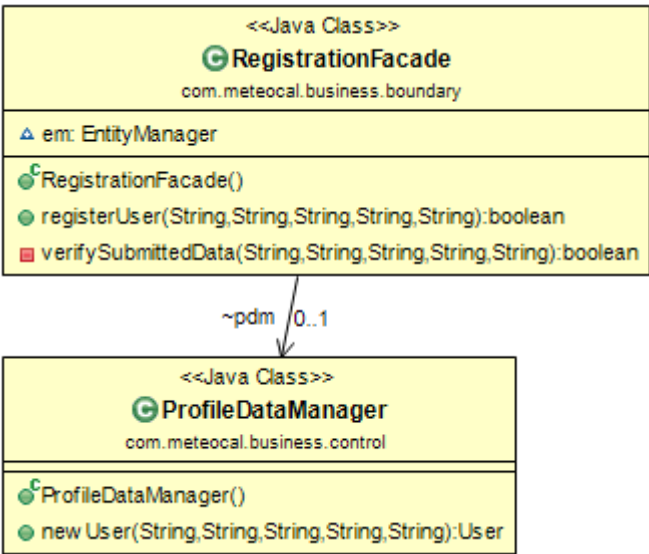 <<Java Class>>
RegistrationFacade
com.meteocal.business.boundary
em: EntityManager
RegistrationFacade()
registerUser(String,String,String,String,String):boolean
verifySubmittedData(String,String,String,String,String):boolean
~pdm 0..1
<<Java Class>>
ProfileDataManager
com.meteocal.business.control
ProfileDataManager()
newUser(String,String,String,String,String):User